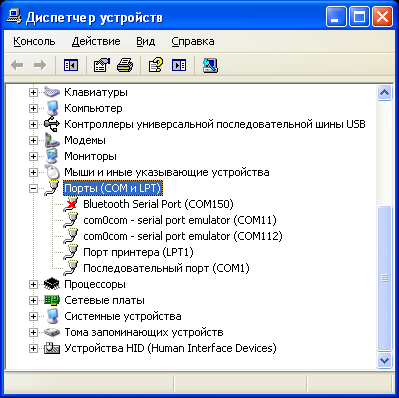 Диспетчер устройств
Консоль Действие Вид Справка
Клавиатуры
Компьютер
Контроллеры универсальной последовательной шины USB
Модемы
Мониторы
Мыши и иные указывающие устройства
Порты (COM и LPT)
Bluetooth Serial Port (COM150)
com0com - serial port emulator (COM11)
com0com - serial port emulator (COM112)
Порт принтера (LPT1)
Последовательный порт (COM1)
Процессоры
Сетевые платы
Системные устройства
Тома запоминающих устройств
Устройства HID (Human Interface Devices)